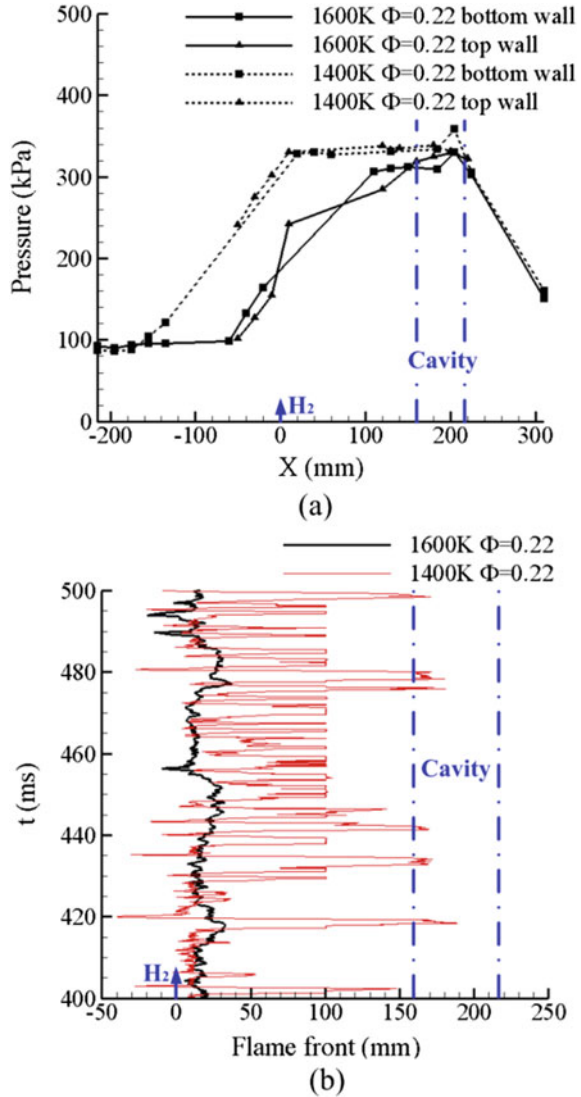 500
400
300
200
100
0
Pressure (kPa)
1600K Φ=0.22 bottom wall
1600K Φ=0.22 top wall
1400K Φ=0.22 bottom wall
1400K Φ=0.22 top wall
Cavity
H₂
-200 -100 0 100 200 300
X (mm)
(a)
1600K Φ=0.22
1400K Φ=0.22
500
480
460
440
420
400
t (ms)
Cavity
H₂
-50 0 50 100 150 200 250
Flame front (mm)
(b)